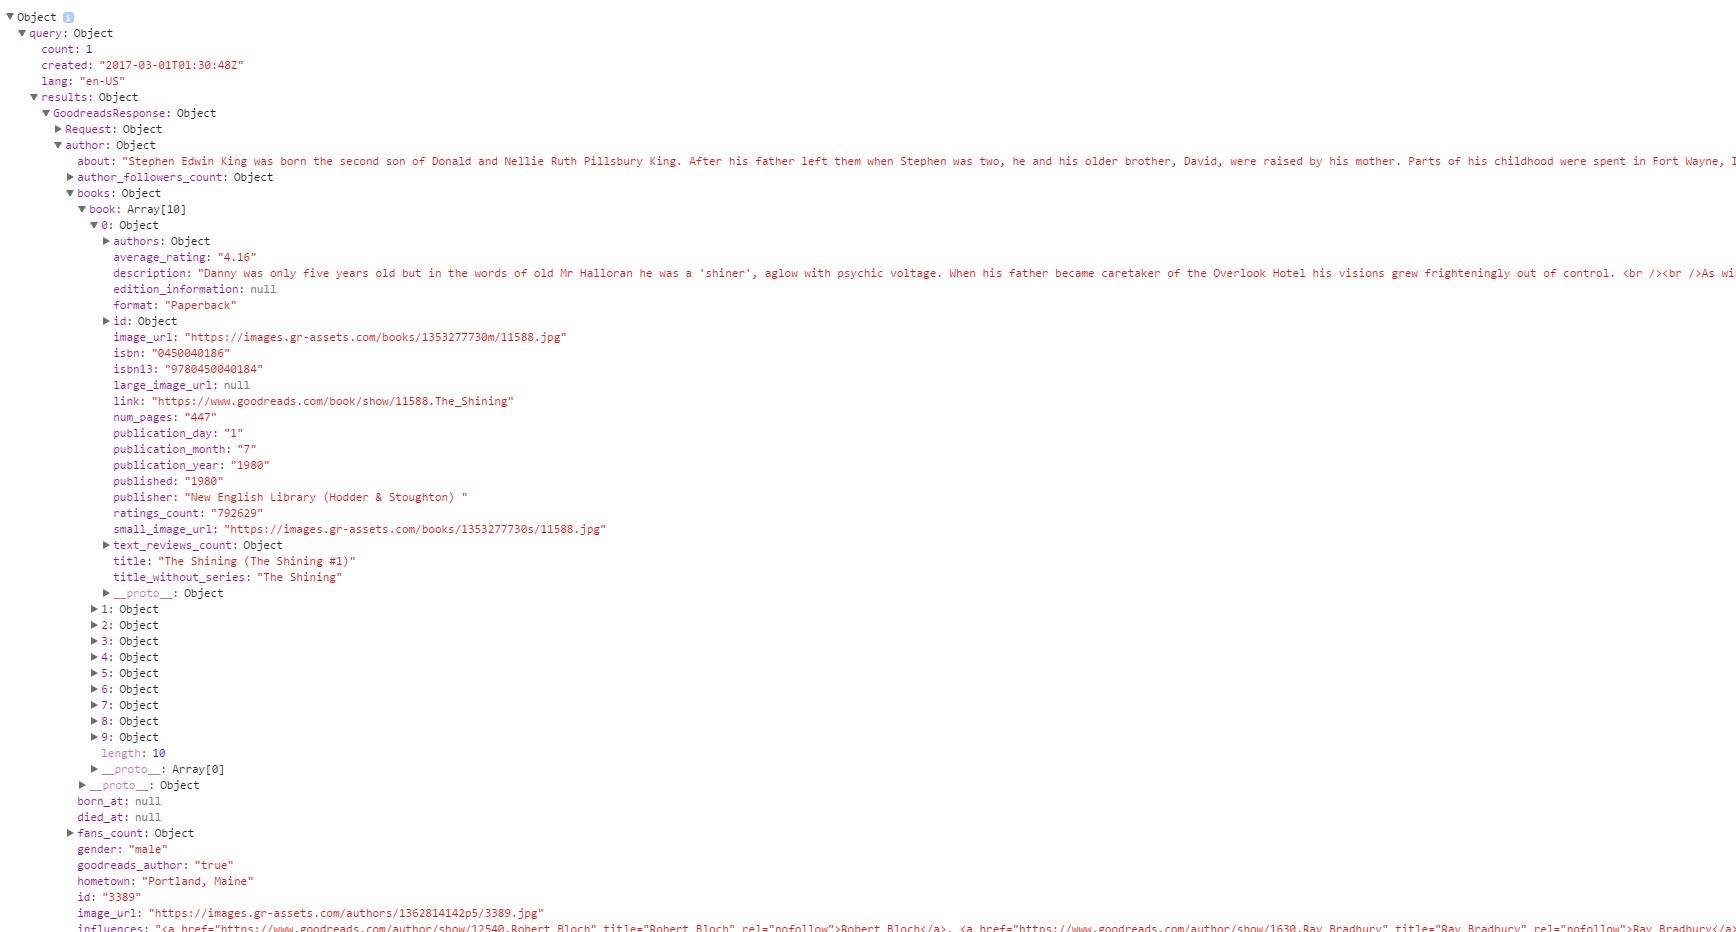 Object i
query: Object
count: 1
created: "2017-03-01T01:30:48Z"
lang: "en-US"
results: Object
GoodreadsResponse: Object
Request: Object
author: Object
about: "Stephen Edwin King was born the second son of Donald and Nellie Ruth Pillsbury King. After his father left them when Stephen was two, he and his older brother, David, were raised by his mother. Parts of his childhood were spent in Fort Wayne, I
author_followers_count: Object
books: Object
book: Array[10]
0: Object
authors: Object
average_rating: "4.16"
description: "Danny was only five years old but in the words of old Mr Halloran he was a 'shiner', aglow with psychic voltage. When his father became caretaker of the Overlook Hotel his visions grew frighteningly out of control. <br /><br />As wi
edition_information: null
format: "Paperback"
id: Object
image_url: "https://images.gr-assets.com/books/1353277730m/11588.jpg"
isbn: "0450040186"
isbn13: "9780450040184"
large_image_url: null
link: "https://www.goodreads.com/book/show/11588.The_Shining"
num_pages: "447"
publication_day: "1"
publication_month: "7"
publication_year: "1980"
published: "1980"
publisher: "New English Library (Hodder & Stoughton) "
ratings_count: "792629"
small_image_url: "https://images.gr-assets.com/books/1353277730s/11588.jpg"
text_reviews_count: Object
title: "The Shining (The Shining #1)"
title_without_series: "The Shining"
__proto__: Object
1: Object
2: Object
3: Object
4: Object
5: Object
6: Object
7: Object
8: Object
9: Object
length: 10
__proto__: Array[0]
__proto__: Object
born_at: null
died_at: null
fans_count: Object
gender: "male"
goodreads_author: "true"
hometown: "Portland, Maine"
id: "3389"
image_url: "https://images.gr-assets.com/authors/1362814142p5/3389.jpg"
influences: "<a href="https://www.goodreads.com/author/show/12540.Robert_Bloch" title="Robert Bloch" rel="nofollow">Robert Bloch</a>, <a href="https://www.goodreads.com/author/show/1630.Ray_Bradbury" title="Ray Bradbury" rel="nofollow">Ray Bradbury</a